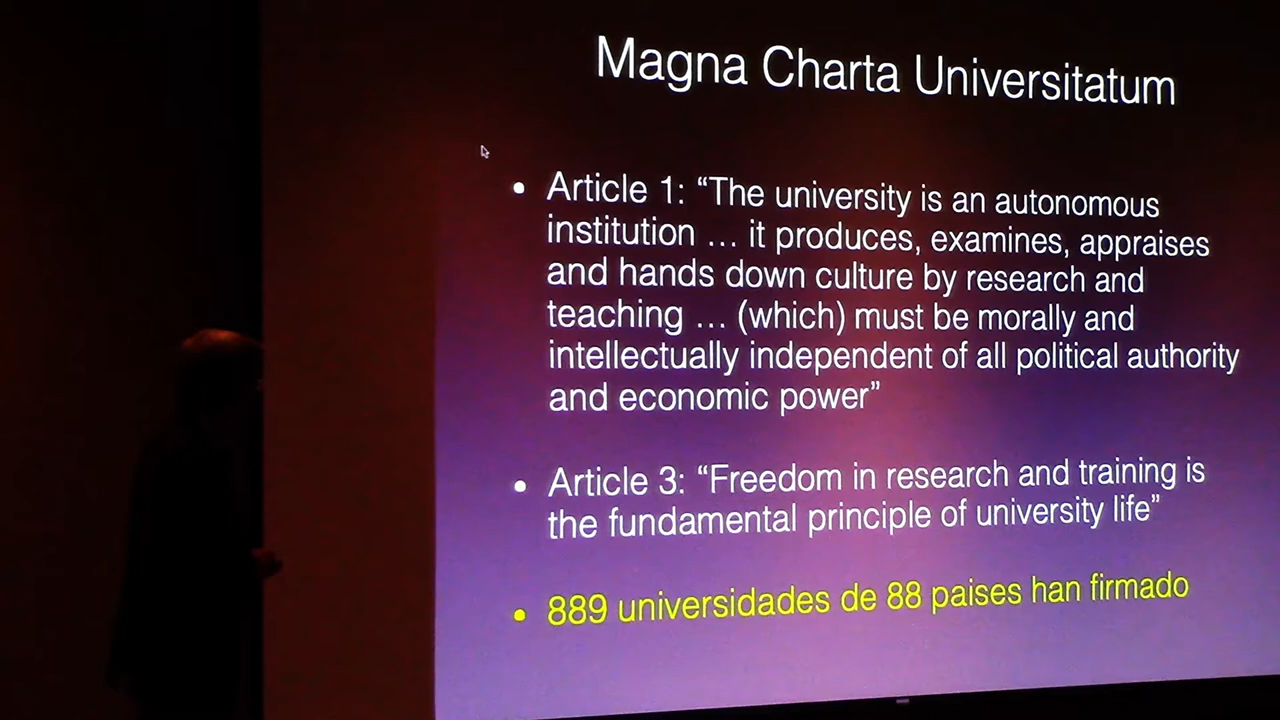 Magna Charta Universitatum
• Article 1: “The university is an autonomous
institution … it produces, examines, appraises
and hands down culture by research and
teaching … (which) must be morally and
intellectually independent of all political authority
and economic power”
• Article 3: “Freedom in research and training is
the fundamental principle of university life”
• 889 universidades de 88 paises han firmado